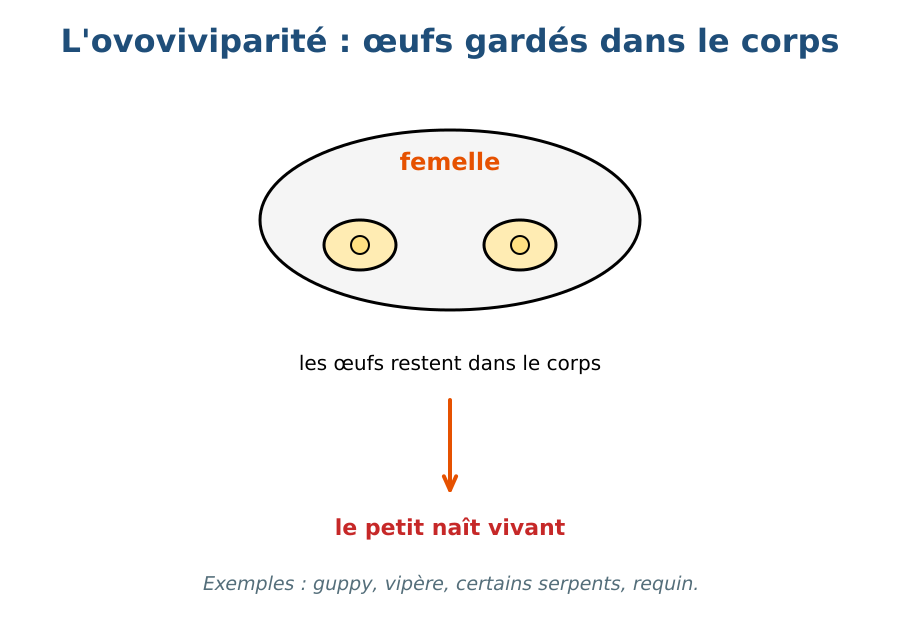 L'ovoviviparité : œufs gardés dans le corps
femelle
les œufs restent dans le corps
le petit naît vivant
Exemples : guppy, vipère, certains serpents, requin.